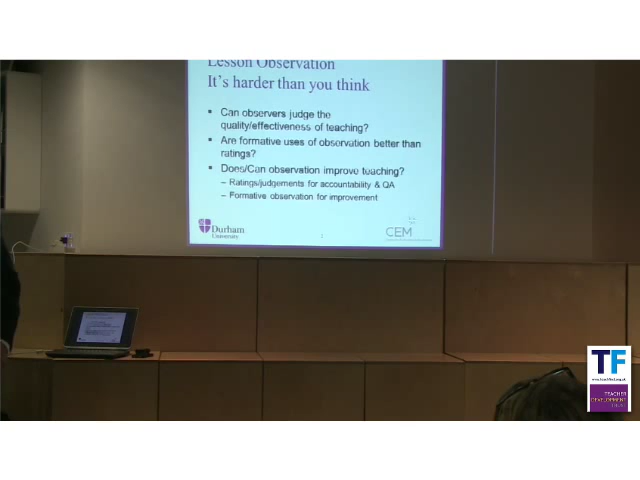 Lesson Observation
It's harder than you think
• Can observers judge the
quality/effectiveness of teaching?
• Are formative uses of observation better than
ratings?
• Does/Can observation improve teaching?
– Ratings/judgements for accountability & QA
– Formative observation for improvement
Durham
University
CEM
TF
TEACHER
DEVELOPMENT